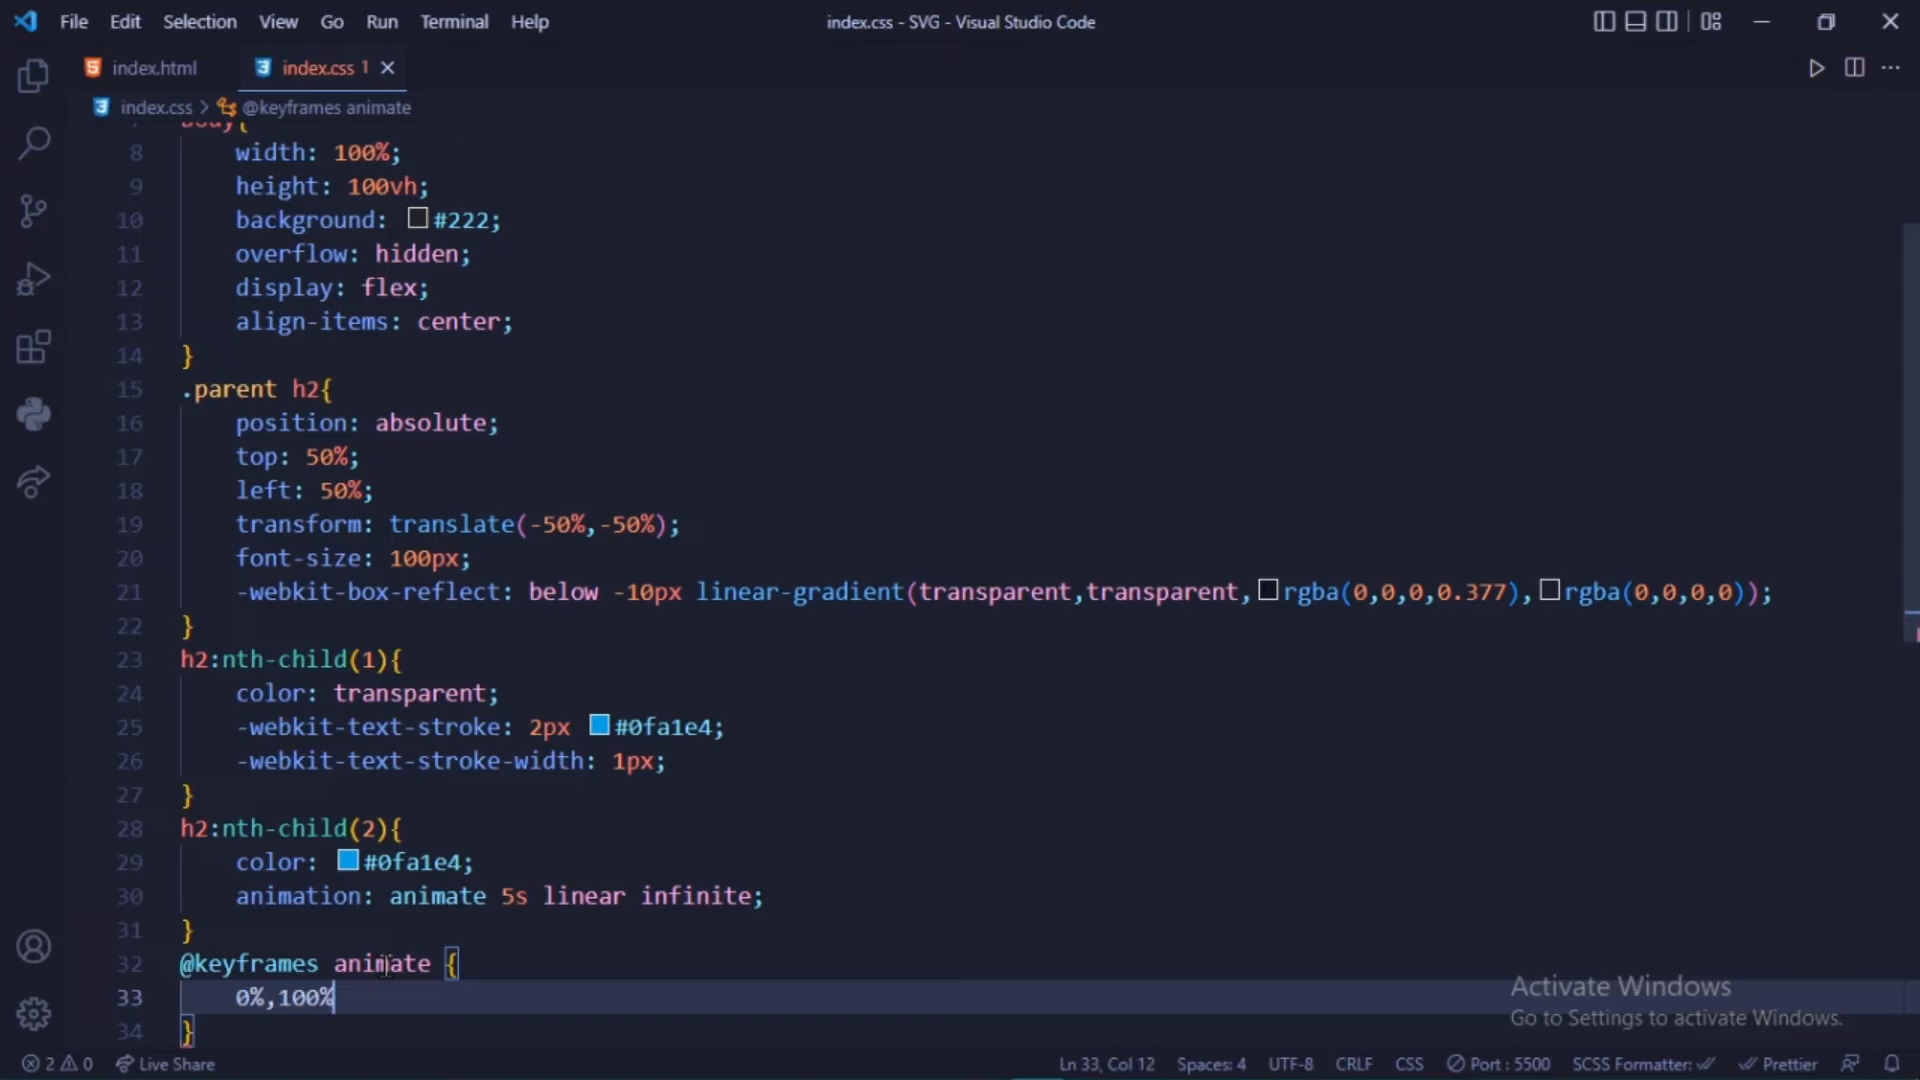 File Edit Selection View Go Run Terminal Help index.css - SVG - Visual Studio Code
index.html index.css 1
index.css > @keyframes animate
body{
8 width: 100%;
9 height: 100vh;
10 background: #222;
11 overflow: hidden;
12 display: flex;
13 align-items: center;
14 }
15 .parent h2{
16 position: absolute;
17 top: 50%;
18 left: 50%;
19 transform: translate(-50%,-50%);
20 font-size: 100px;
21 -webkit-box-reflect: below -10px linear-gradient(transparent,transparent,rgba(0,0,0,0.377),rgba(0,0,0,0));
22 }
23 h2:nth-child(1){
24 color: transparent;
25 -webkit-text-stroke: 2px #0fa1e4;
26 -webkit-text-stroke-width: 1px;
27 }
28 h2:nth-child(2){
29 color: #0fa1e4;
30 animation: animate 5s linear infinite;
31 }
32 @keyframes animate {
33 0%,100%
34 }
Activate Windows
Go to Settings to activate Windows.
2 0 Live Share Ln 33, Col 12 Spaces: 4 UTF-8 CRLF CSS Port : 5500 SCSS Formatter: Prettier